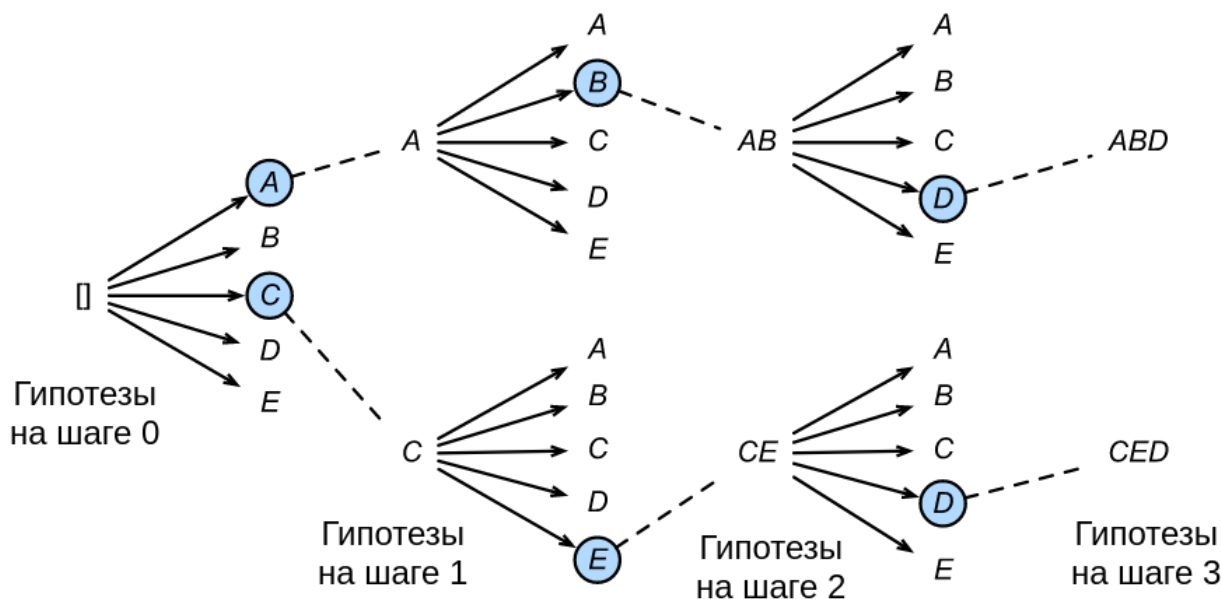 []
A
B
C
D
E
Гипотезы
на шаге 0
A
A
B
C
D
E
C
A
B
C
D
E
Гипотезы
на шаге 1
AB
A
B
C
D
E
CE
A
B
C
D
E
Гипотезы
на шаге 2
ABD
CED
Гипотезы
на шаге 3